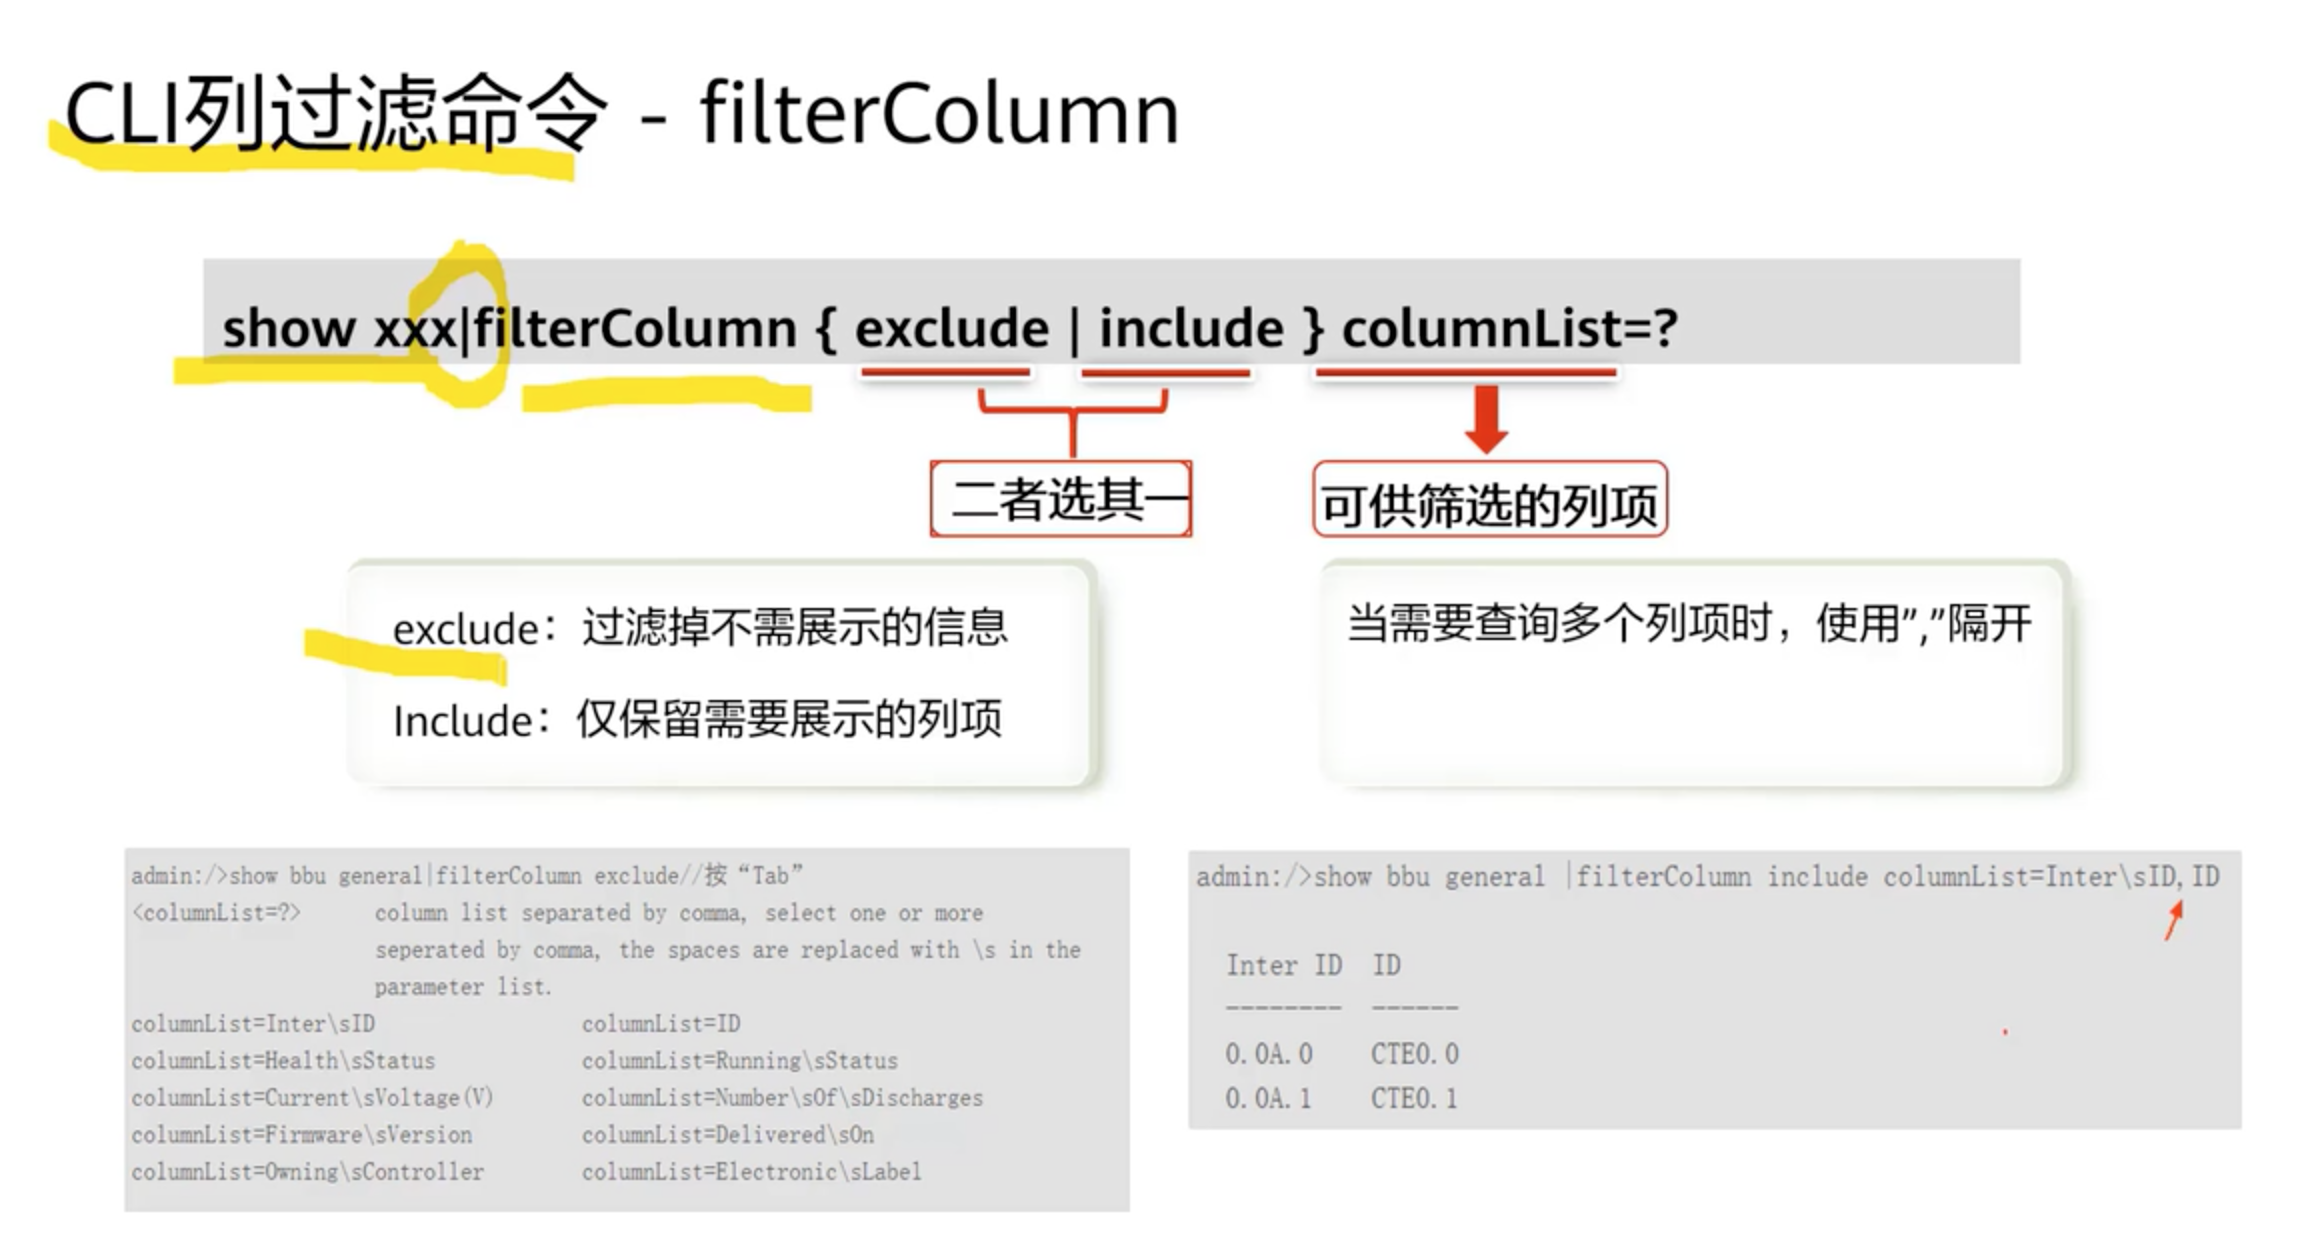 CLI列过滤命令 - filterColumn
show xxx|filterColumn { exclude | include } columnList=?
二者选其一
可供筛选的列项
exclude：过滤掉不需展示的信息
Include：仅保留需要展示的列项
当需要查询多个列项时，使用”,”隔开
admin:/>show bbu general|filterColumn exclude//按“Tab”
<columnList=?> column list separated by comma, select one or more
seperated by comma, the spaces are replaced with \s in the
parameter list.
columnList=Inter\sID columnList=ID
columnList=Health\sStatus columnList=Running\sStatus
columnList=Current\sVoltage(V) columnList=Number\sOf\sDischarges
columnList=Firmware\sVersion columnList=Delivered\sOn
columnList=Owning\sController columnList=Electronic\sLabel
admin:/>show bbu general |filterColumn include columnList=Inter\sID,ID
Inter ID ID
-------- ------
0.0A.0 CTE0.0
0.0A.1 CTE0.1